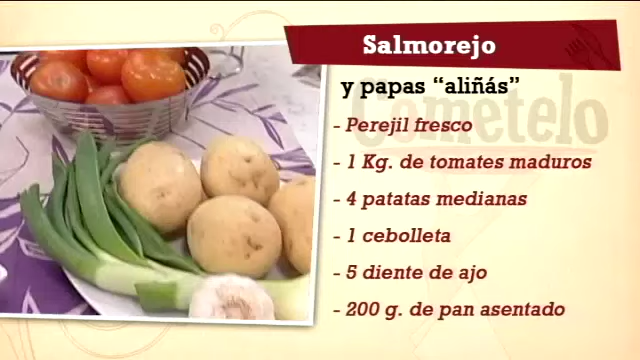 Salmorejo
y papas “aliñás”
Cometelo
- Perejil fresco
- 1 Kg. de tomates maduros
- 4 patatas medianas
- 1 cebolleta
- 5 diente de ajo
- 200 g. de pan asentado